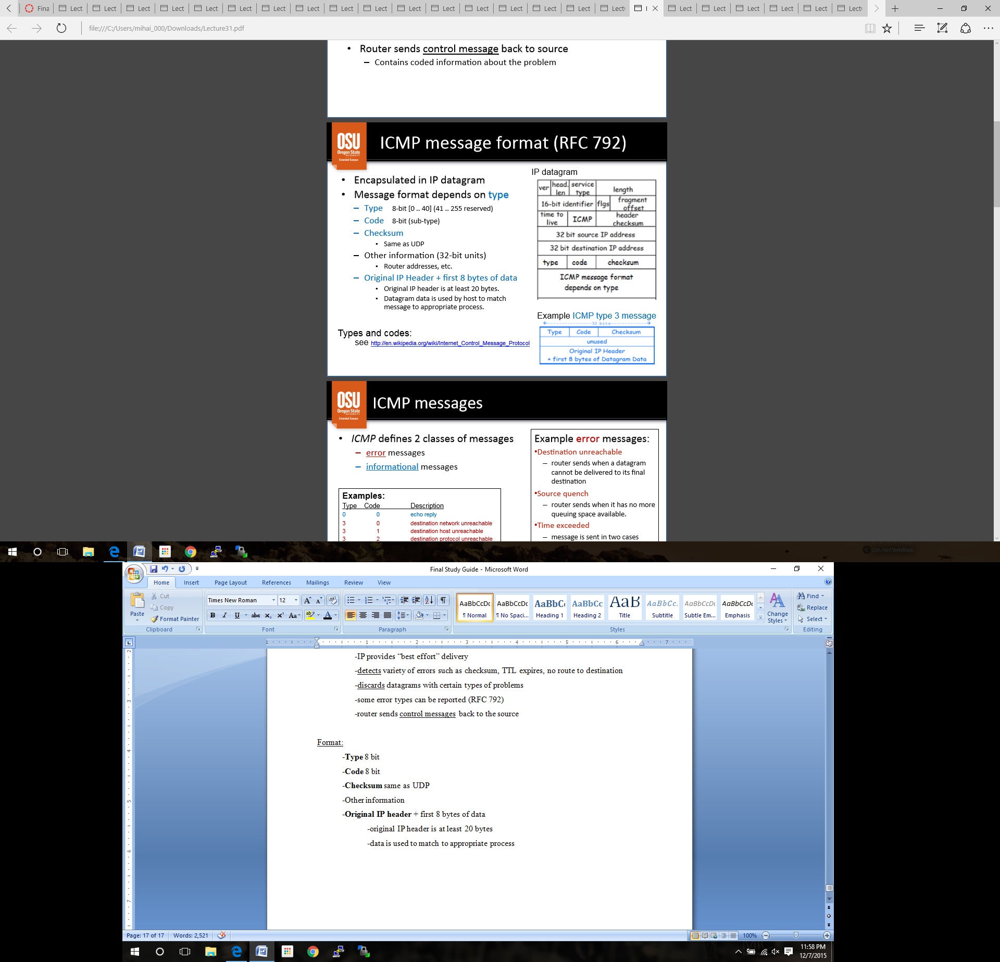 Fina Lect Lect Lect Lect Lect Lect Lect Lect Lect Lect Lect Lect Lect Lect Lect Lect Lect Lect Lect Lect Lect Lect Lect
file:///C:/Users/mihai_000/Downloads/Lecture31.pdf
• Router sends control message back to source
– Contains coded information about the problem
OSU
Oregon State
UNIVERSITY
Extended Campus
ICMP message format (RFC 792)
• Encapsulated in IP datagram
• Message format depends on type
– Type 8-bit [0 .. 40] (41 .. 255 reserved)
– Code 8-bit (sub-type)
– Checksum
• Same as UDP
– Other information (32-bit units)
• Router addresses, etc.
– Original IP Header + first 8 bytes of data
• Original IP header is at least 20 bytes.
• Datagram data is used by host to match
message to appropriate process.
Types and codes:
see http://en.wikipedia.org/wiki/Internet_Control_Message_Protocol
IP datagram
ver head. len service type length
16-bit identifier flgs fragment offset
time to live ICMP header checksum
32 bit source IP address
32 bit destination IP address
type code checksum
ICMP message format
depends on type
Example ICMP type 3 message
32 bits
Type Code Checksum
unused
Original IP Header
+ first 8 bytes of Datagram Data
OSU
Oregon State
UNIVERSITY
Extended Campus
ICMP messages
• ICMP defines 2 classes of messages
– error messages
– informational messages
Examples:
Type Code Description
0 0 echo reply
3 0 destination network unreachable
3 1 destination host unreachable
3 2 destination protocol unreachable
Example error messages:
•Destination unreachable
– router sends when a datagram
cannot be delivered to its final
destination
•Source quench
– router sends when it has no more
queuing space available.
•Time exceeded
– message is sent in two cases
be.net/nmfruc
Final Study Guide - Microsoft Word
Home Insert Page Layout References Mailings Review View
Paste
Cut
Copy
Format Painter
Clipboard
Times New Roman 12
Font
Paragraph
AaBbCcDc AaBbCcDc AaBbC AaBbCc AaB AaBbCc. AaBbCcDc AaBbCcDc
¶ Normal ¶ No Spaci... Heading 1 Heading 2 Title Subtitle Subtle Em... Emphasis
Change Styles
Styles
Find
Replace
Select
Editing
1 1 2 3 4 5 6 7
-IP provides “best effort” delivery
-detects variety of errors such as checksum, TTL expires, no route to destination
-discards datagrams with certain types of problems
-some error types can be reported (RFC 792)
-router sends control messages back to the source
Format:
-Type 8 bit
-Code 8 bit
-Checksum same as UDP
-Other information
-Original IP header + first 8 bytes of data
-original IP header is at least 20 bytes
-data is used to match to appropriate process
Page: 17 of 17 Words: 2,521 100%
11:58 PM
12/7/2015